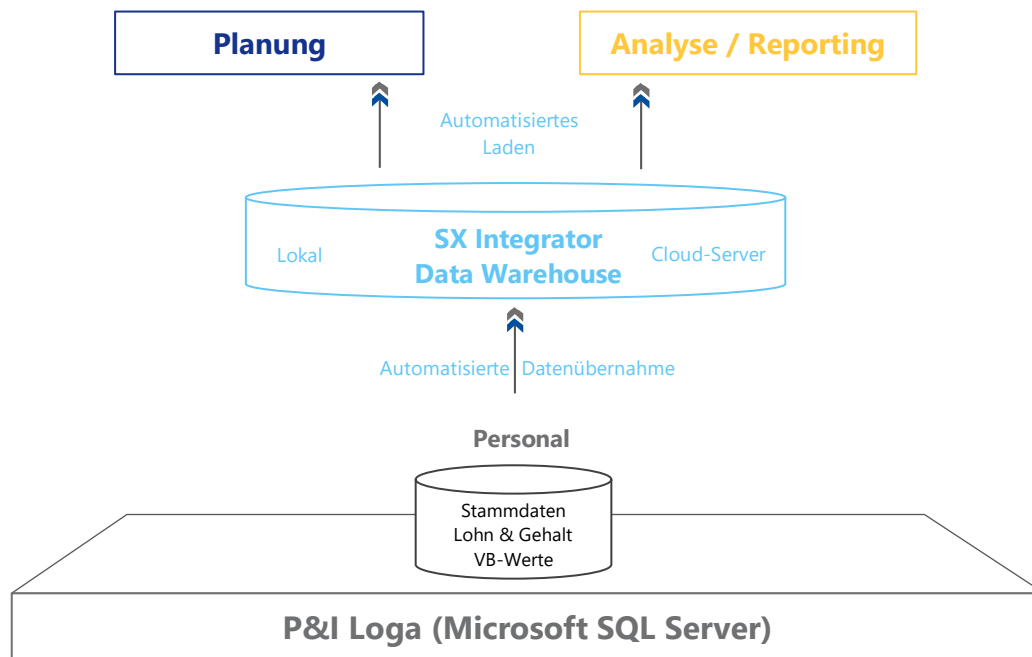 Planung
Analyse / Reporting
Automatisiertes
Laden
SX Integrator
Data Warehouse
Lokal
Cloud-Server
Automatisierte Datenübernahme
Personal
Stammdaten
Lohn & Gehalt
VB-Werte
P&I Loga (Microsoft SQL Server)